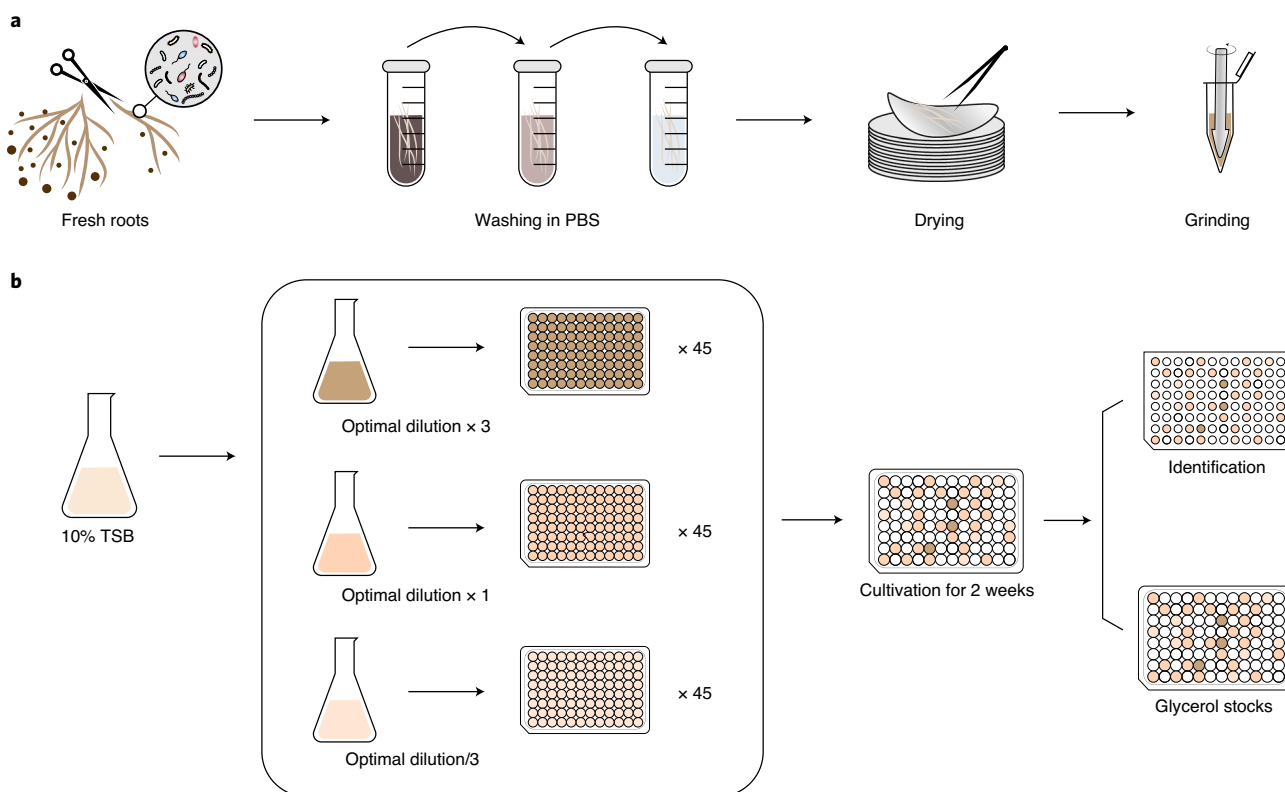 a
Fresh roots
Washing in PBS
Drying
Grinding
b
10% TSB
Optimal dilution × 3
× 45
Optimal dilution × 1
× 45
Optimal dilution/3
× 45
Cultivation for 2 weeks
Identification
Glycerol stocks